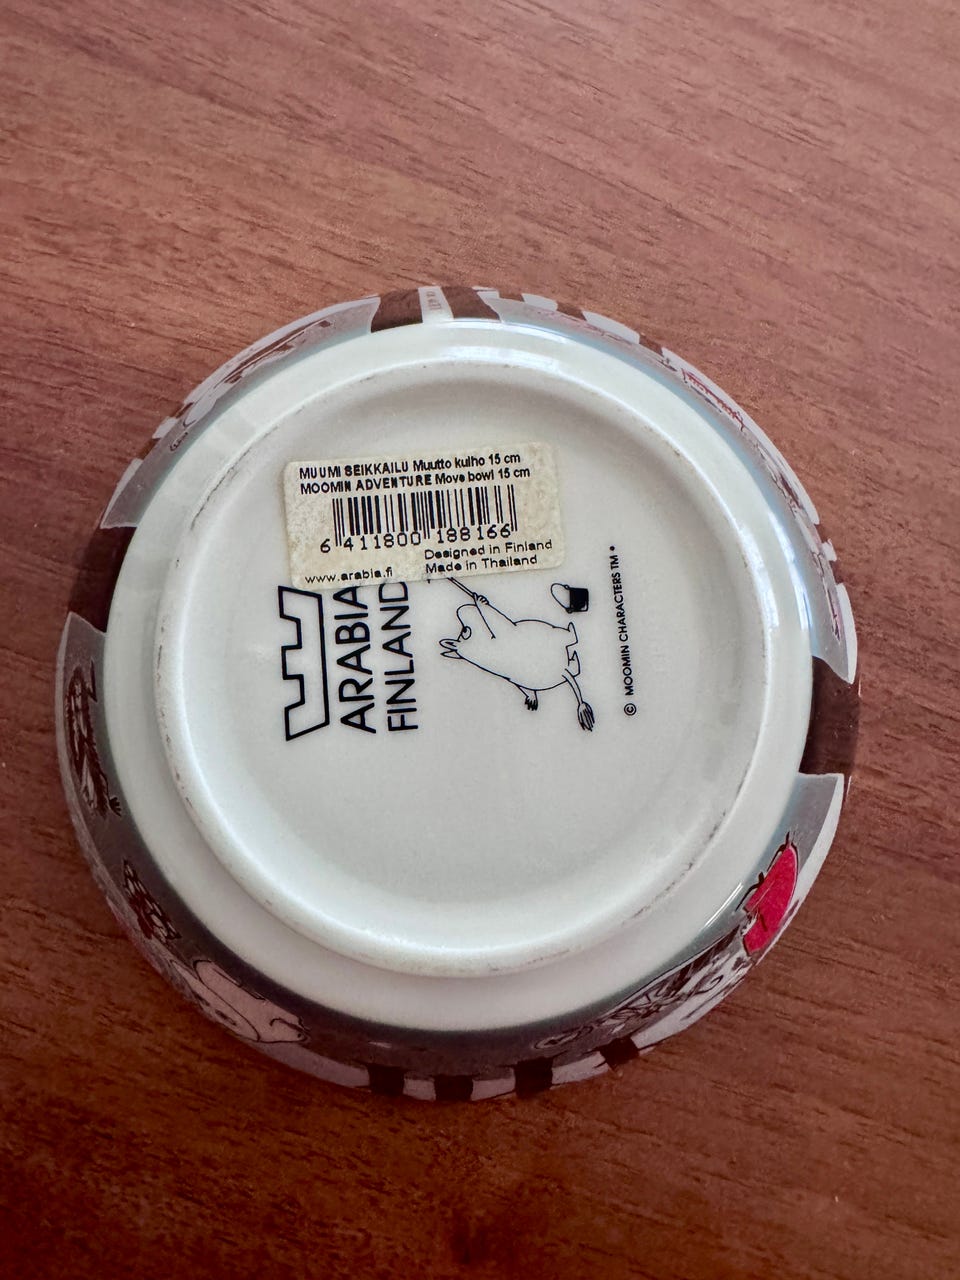 MUUMI SEIKKAILU Muutto kulho 15 cm
MOOMIN ADVENTURE Move bowl 15 cm
6 411800 188166
Designed in Finland
www.arabia.fi Made in Thailand
ARABIA
FINLAND
© MOOMIN CHARACTERS TM